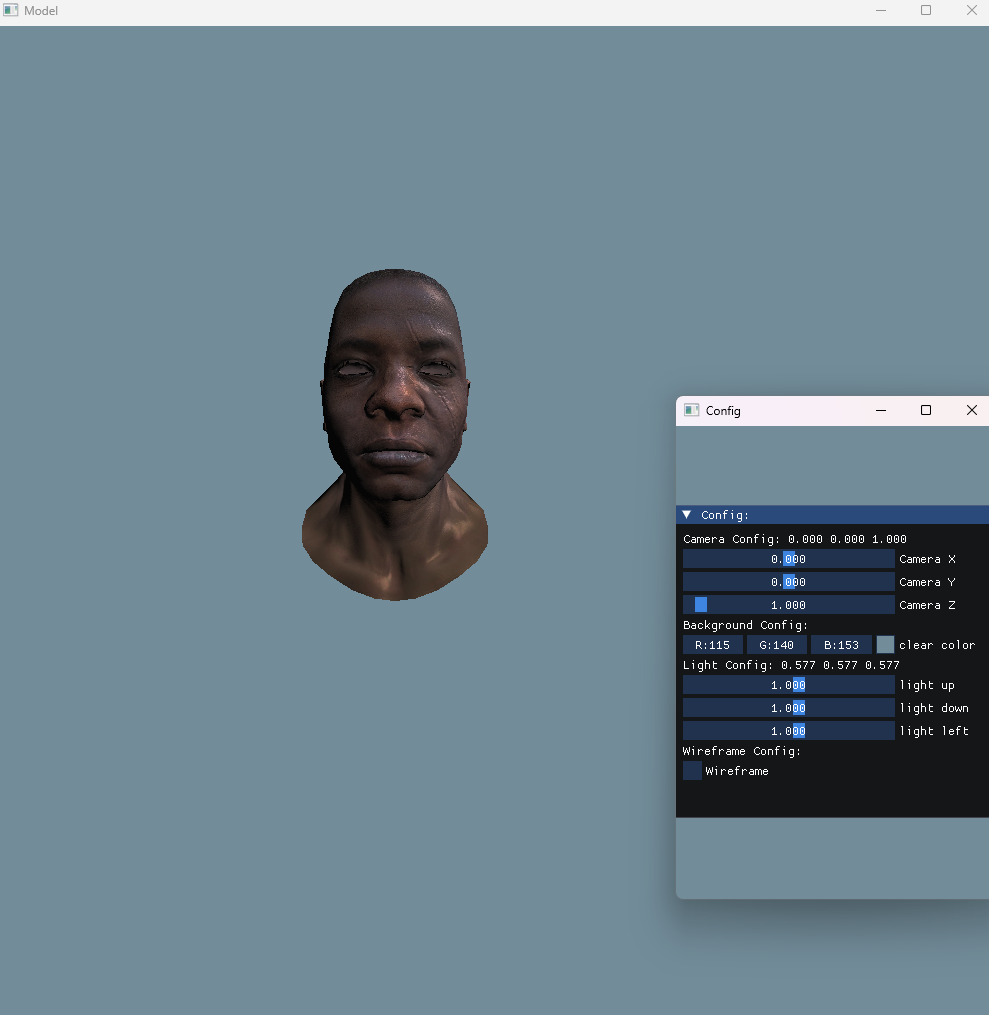 Model
Config
Config:
Camera Config: 0.000 0.000 1.000
0.000 Camera X
0.000 Camera Y
1.000 Camera Z
Background Config:
R:115 G:140 B:153 clear color
Light Config: 0.577 0.577 0.577
1.000 light up
1.000 light down
1.000 light left
Wireframe Config:
Wireframe